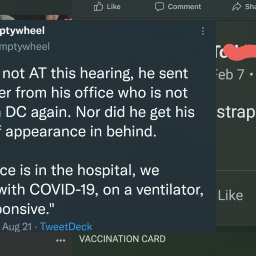 Like Comment Sha
ptywheel
mptywheel
not AT this hearing, he sent
er from his office who is not
DC again. Nor did he get his
f appearance in behind.
ce is in the hospital, we
with COVID-19, on a ventilator,
ponsive."
Aug 21 · TweetDeck
eb 7 ·
strap
Like
VACCINATION CARD